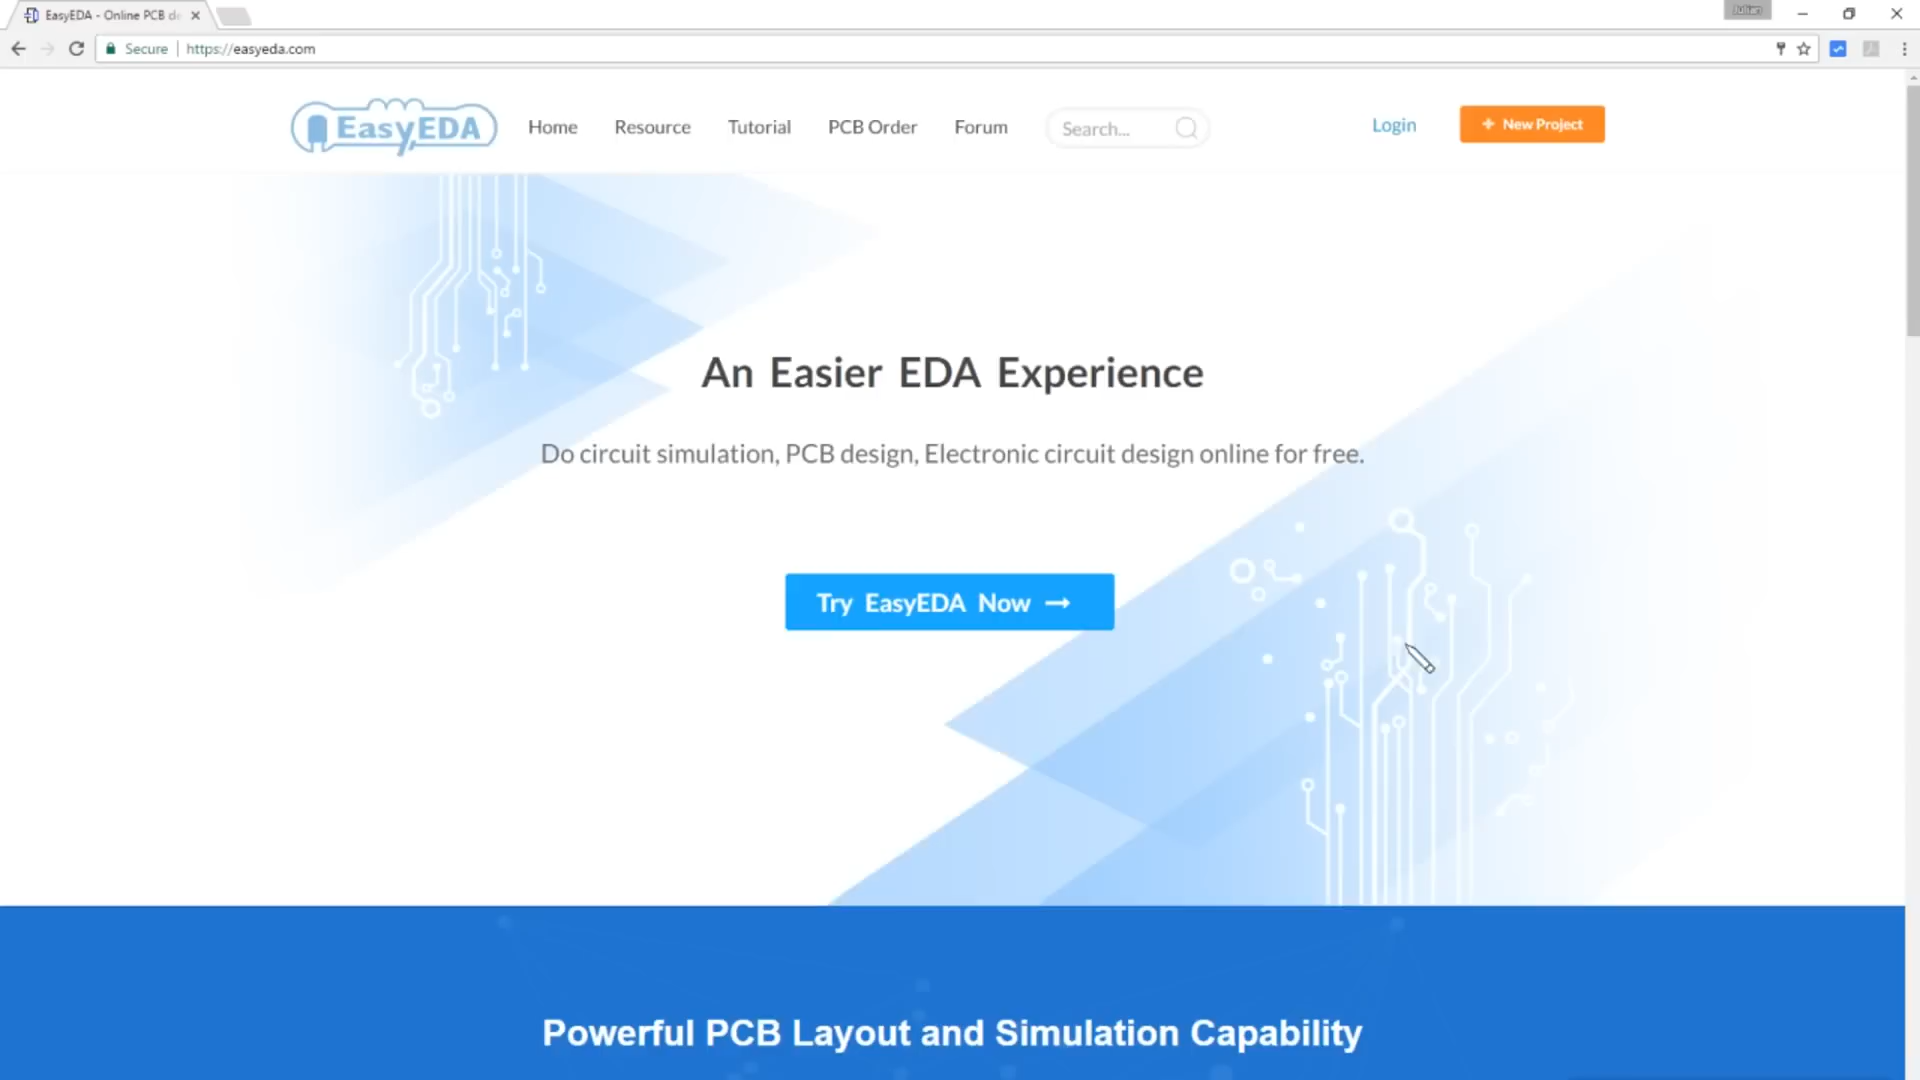 EasyEDA - Online PCB de
Julian
Secure
https://easyeda.com
EasyEDA
Home
Resource
Tutorial
PCB Order
Forum
Search...
Login
+ New Project
An Easier EDA Experience
Do circuit simulation, PCB design, Electronic circuit design online for free.
Try EasyEDA Now →
Powerful PCB Layout and Simulation Capability